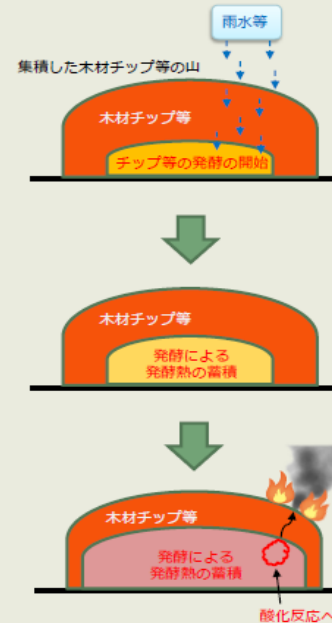 雨水等
集積した木材チップ等の山
木材チップ等
チップ等の発酵の開始
木材チップ等
発酵による
発酵熱の蓄積
木材チップ等
発酵による
発酵熱の蓄積
酸化反応へ